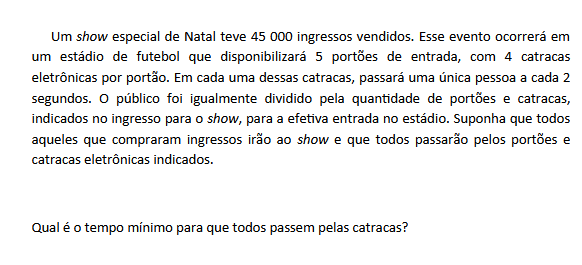 Um show especial de Natal teve 45 000 ingressos vendidos. Esse evento ocorrerá em
um estádio de futebol que disponibilizará 5 portões de entrada, com 4 catracas
eletrônicas por portão. Em cada uma dessas catracas, passará uma única pessoa a cada 2
segundos. O público foi igualmente dividido pela quantidade de portões e catracas,
indicados no ingresso para o show, para a efetiva entrada no estádio. Suponha que todos
aqueles que compraram ingressos irão ao show e que todos passarão pelos portões e
catracas eletrônicas indicados.
Qual é o tempo mínimo para que todos passem pelas catracas?